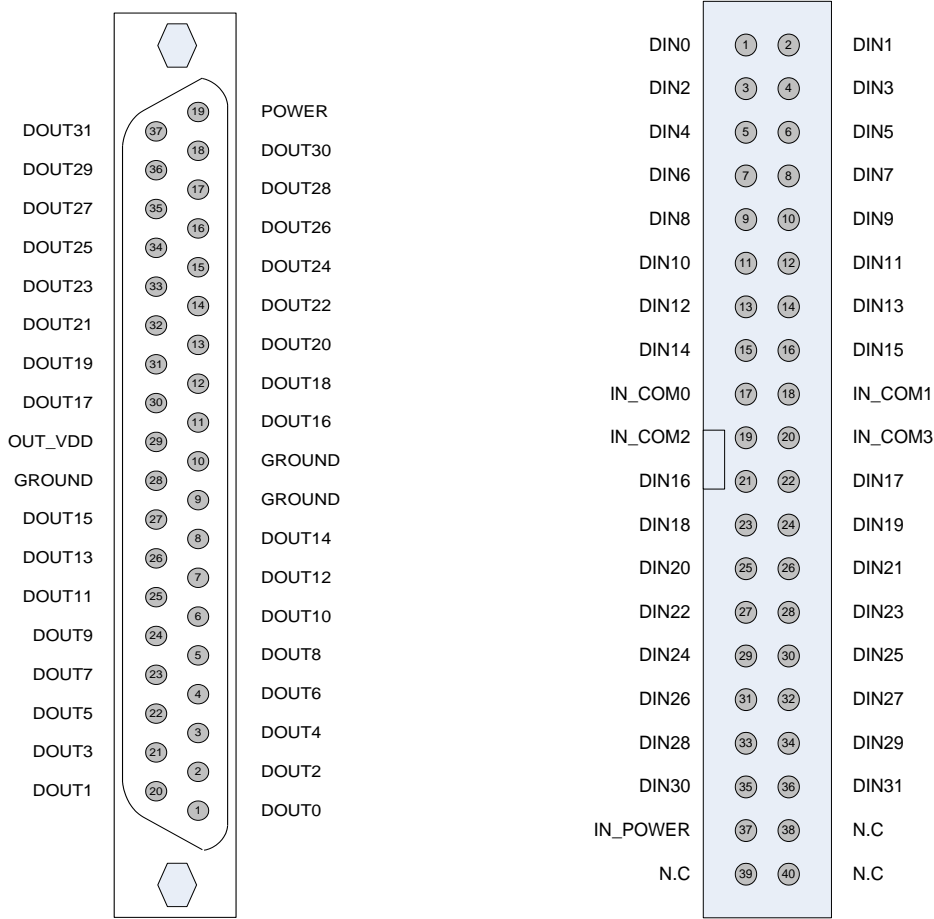 POWER
19
DOUT31
37
18
DOUT30
DOUT29
36
17
DOUT28
DOUT27
35
16
DOUT26
DOUT25
34
15
DOUT24
DOUT23
33
14
DOUT22
DOUT21
32
13
DOUT20
DOUT19
31
12
DOUT18
DOUT17
30
11
DOUT16
OUT_VDD
29
10
GROUND
GROUND
28
9
GROUND
DOUT15
27
8
DOUT14
DOUT13
26
7
DOUT12
DOUT11
25
6
DOUT10
DOUT9
24
5
DOUT8
DOUT7
23
4
DOUT6
DOUT5
22
3
DOUT4
DOUT3
21
2
DOUT2
DOUT1
20
1
DOUT0
DIN0 1 2 DIN1
DIN2 3 4 DIN3
DIN4 5 6 DIN5
DIN6 7 8 DIN7
DIN8 9 10 DIN9
DIN10 11 12 DIN11
DIN12 13 14 DIN13
DIN14 15 16 DIN15
IN_COM0 17 18 IN_COM1
IN_COM2 19 20 IN_COM3
DIN16 21 22 DIN17
DIN18 23 24 DIN19
DIN20 25 26 DIN21
DIN22 27 28 DIN23
DIN24 29 30 DIN25
DIN26 31 32 DIN27
DIN28 33 34 DIN29
DIN30 35 36 DIN31
IN_POWER 37 38 N.C
N.C 39 40 N.C